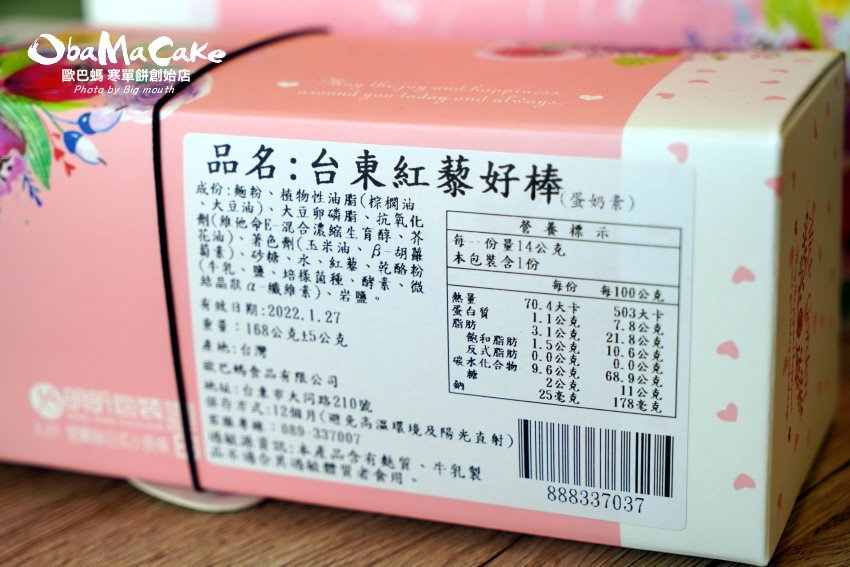 ObaMaCake
歐巴螞 寒單餅創始店
Photo by Big mouth
May the joy and happiness
around you today and always.
品名:台東紅藜好棒(蛋奶素)
成份:麵粉、植物性油脂(棕櫚油
、大豆油)、大豆卵磷脂、抗氧化
劑(維他命E-混合濃縮生育醇、芥
花油)、著色劑(玉米油、β-胡蘿
蔔素)、砂糖、水、紅藜、乾酪粉
(牛乳、鹽、培樣菌種、酵素、微
結晶狀α-纖維素)、岩鹽。
有效日期:2022.1.27
重量:168公克±5公克
產地:台灣
歐巴螞食品有限公司
地址:台東市大同路210號
保存方式:12個月(避免高溫環境及陽光直射)
客服專線:089-337007
過敏源資訊:本產品含有麩質、牛乳製
品不適合其過敏體質者食用。
營養標示
每一份量14公克
本包裝含1份
每份 每100公克
熱量 70.4大卡 503大卡
蛋白質 1.1公克 7.8公克
脂肪 3.1公克 21.8公克
飽和脂肪 1.5公克 10.6公克
反式脂肪 0.0公克 0.0公克
碳水化合物 9.6公克 68.9公克
糖 2公克 11公克
鈉 25毫克 178毫克
888337037